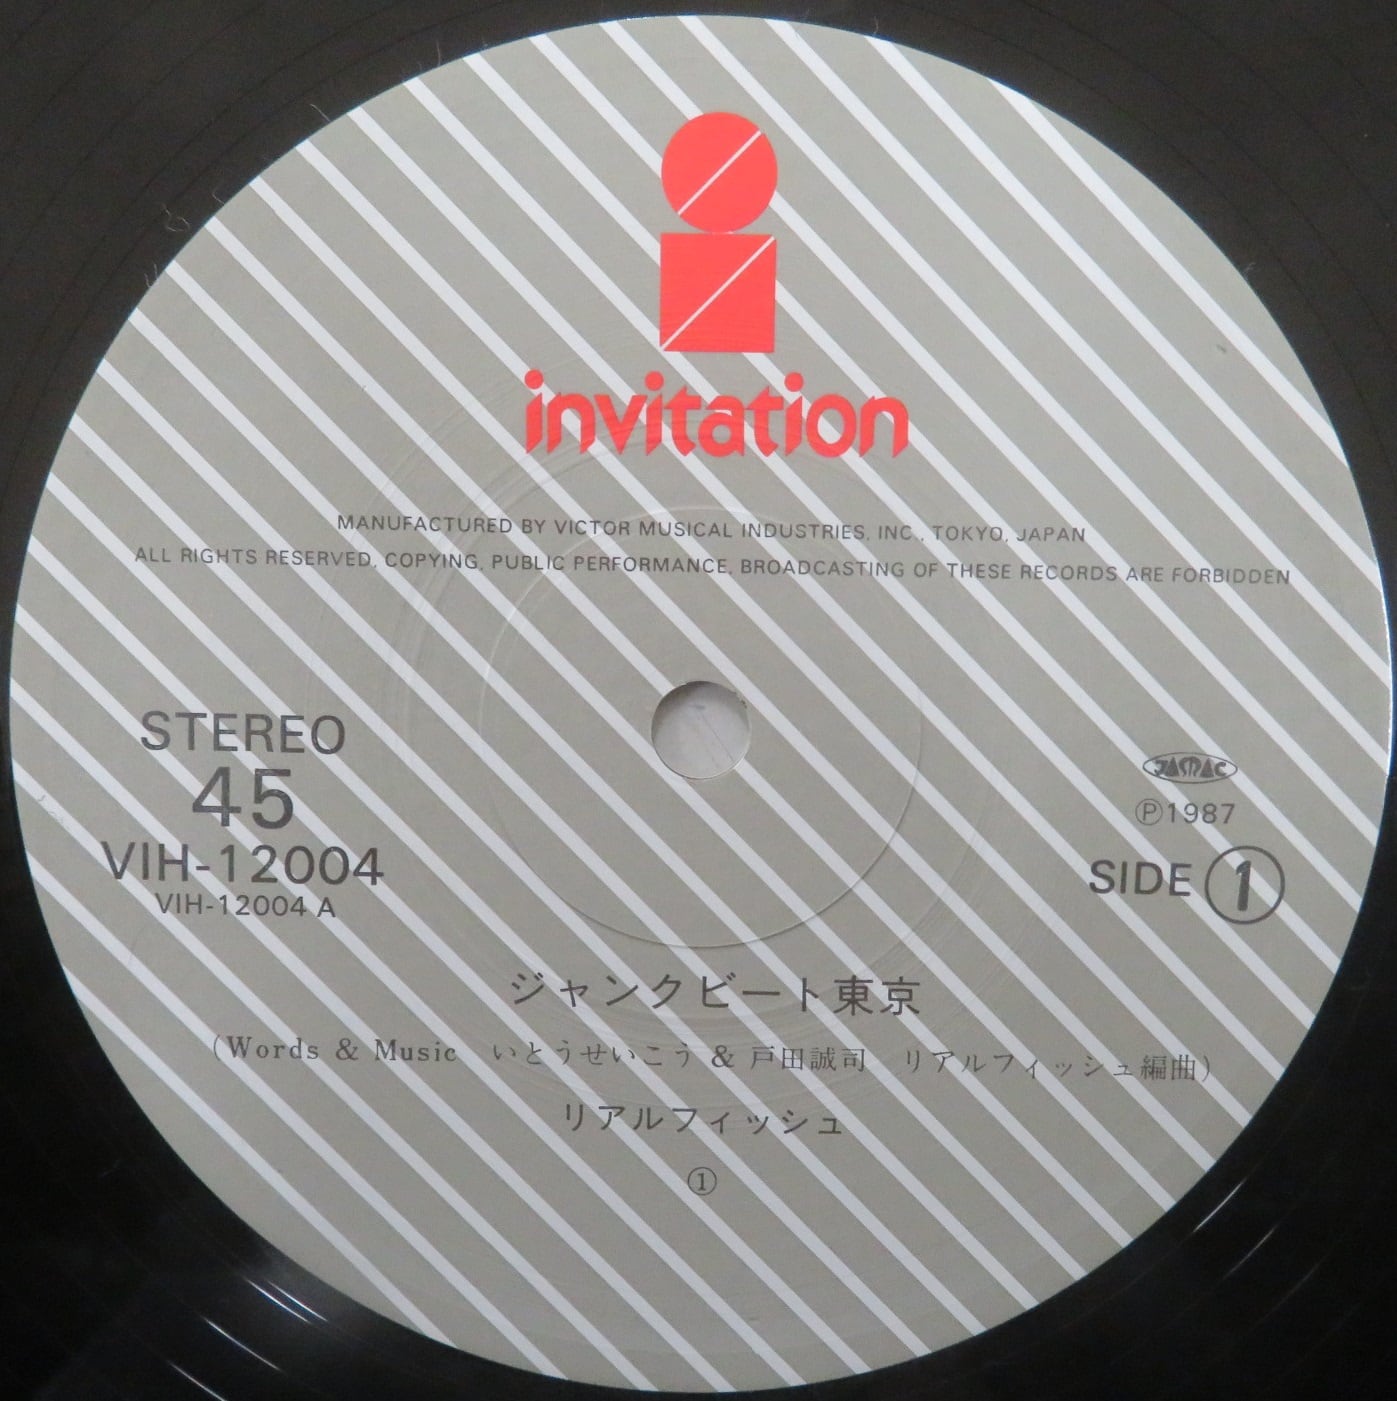 invitation
MANUFACTURED BY VICTOR MUSICAL INDUSTRIES, INC., TOKYO, JAPAN
ALL RIGHTS RESERVED, COPYING, PUBLIC PERFORMANCE, BROADCASTING OF THESE RECORDS ARE FORBIDDEN
STEREO
45
VIH-12004
VIH-12004 A
JASRAC
Ⓟ1987
SIDE ①
ジャンクビート東京
(Words & Music いとうせいこう & 戸田誠司 リアルフィッシュ編曲)
リアルフィッシュ
①